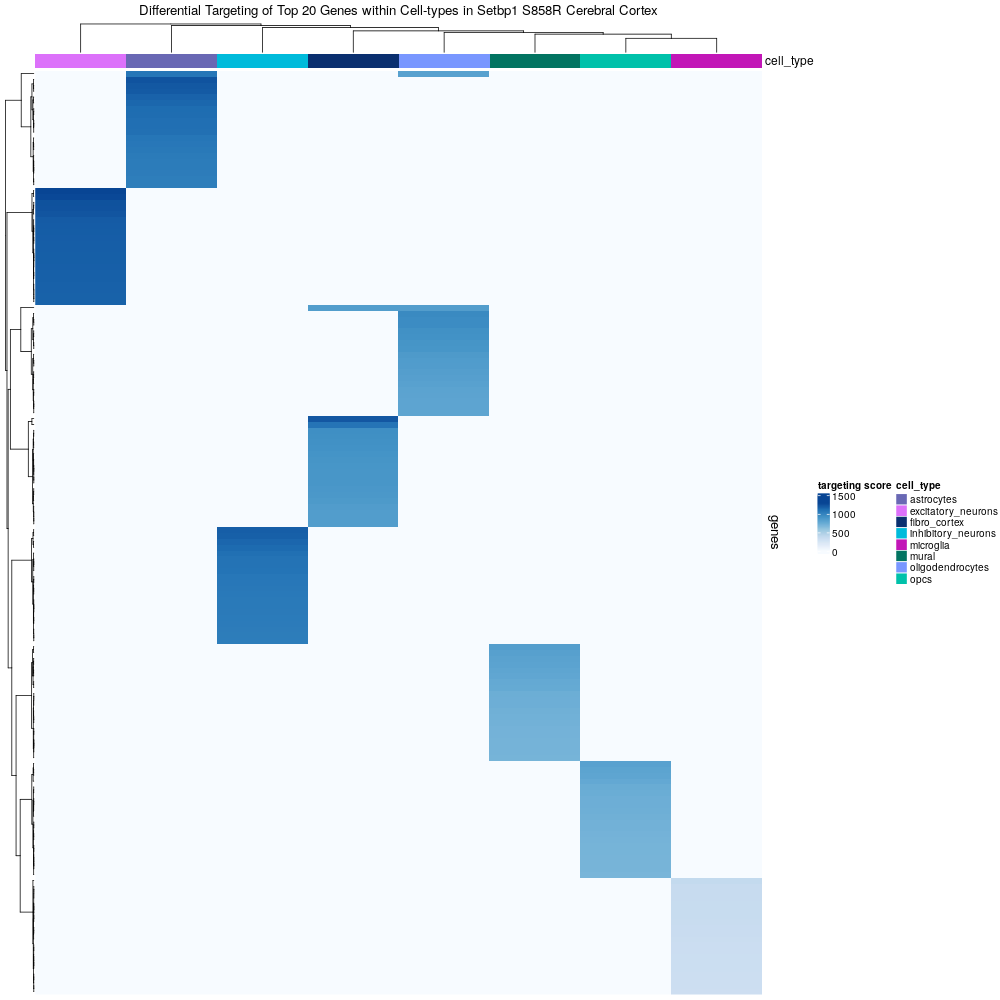 Differential Targeting of Top 20 Genes within Cell-types in Setbp1 S858R Cerebral Cortex
cell_type
genes
targeting score
1500
1000
500
0
cell_type
astrocytes
excitatory_neurons
fibro_cortex
inhibitory_neurons
microglia
mural
oligodendrocytes
opcs